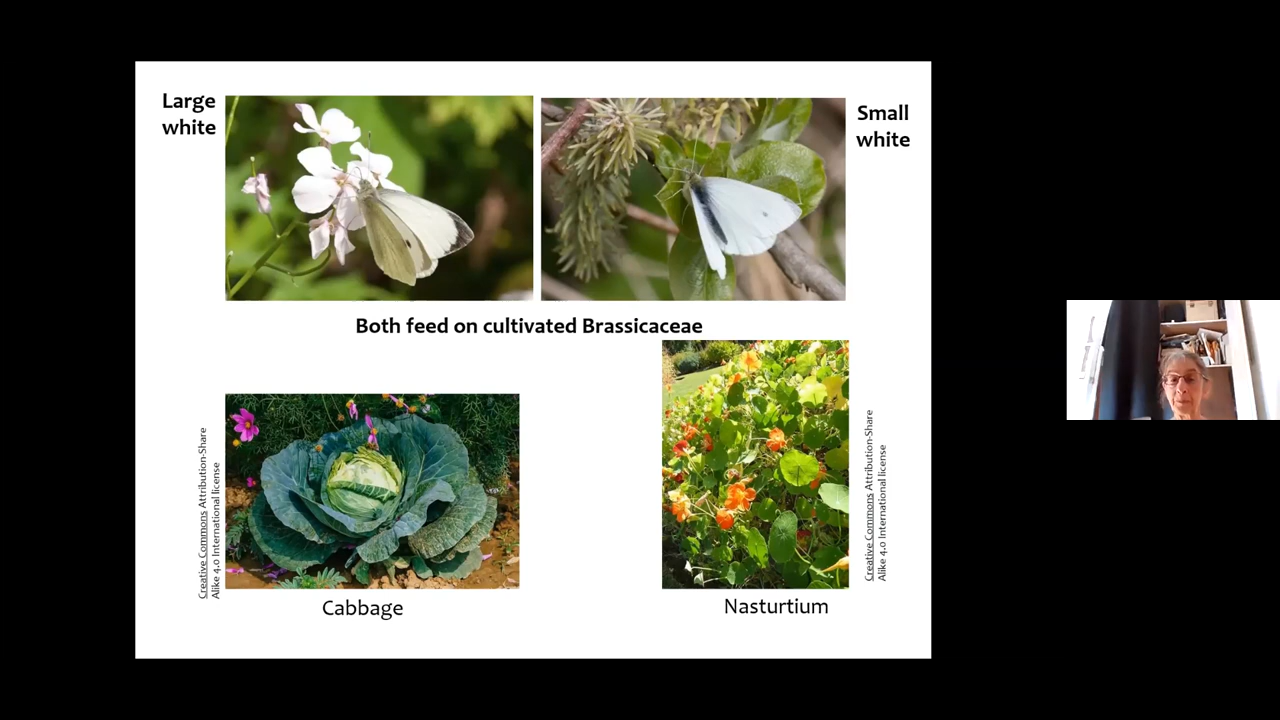 Large
white
Small
white
Both feed on cultivated Brassicaceae
Creative Commons Attribution-Share
Alike 4.0 International license
Creative Commons Attribution-Share
Alike 4.0 International license
Cabbage
Nasturtium